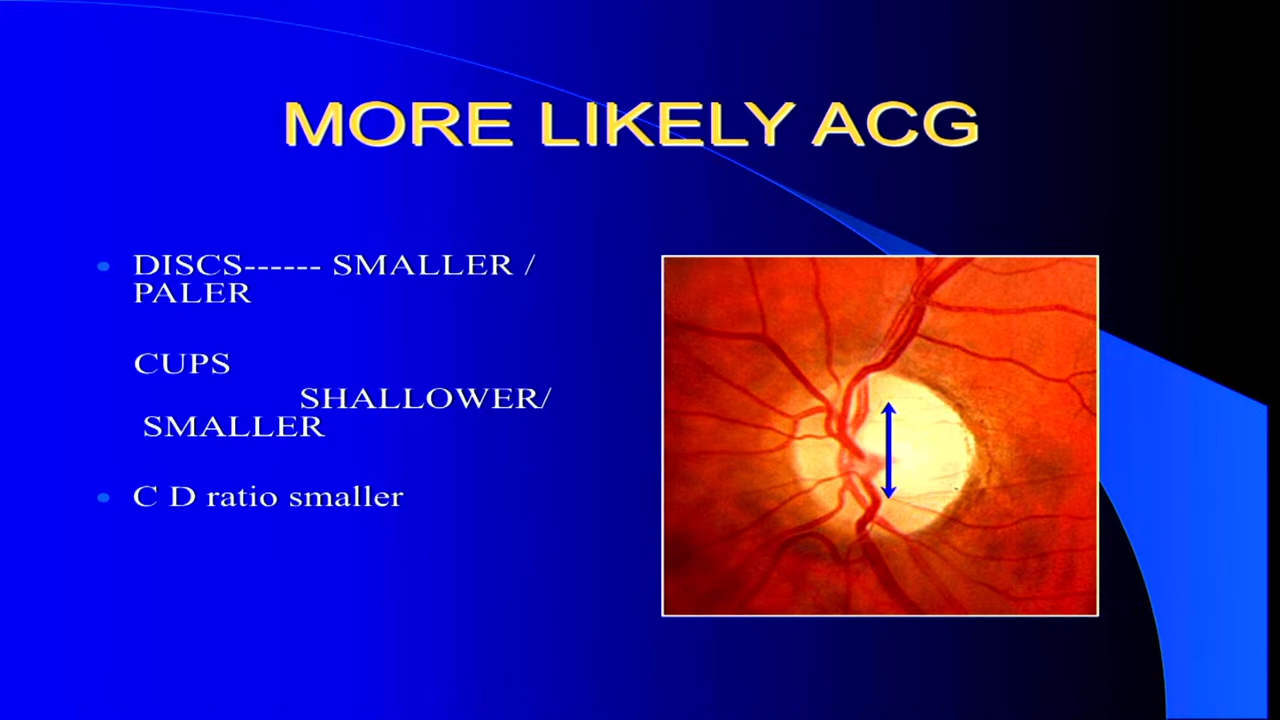 MORE LIKELY ACG
DISCS------ SMALLER /
PALER
CUPS
SHALLOWER/
SMALLER
C D ratio smaller